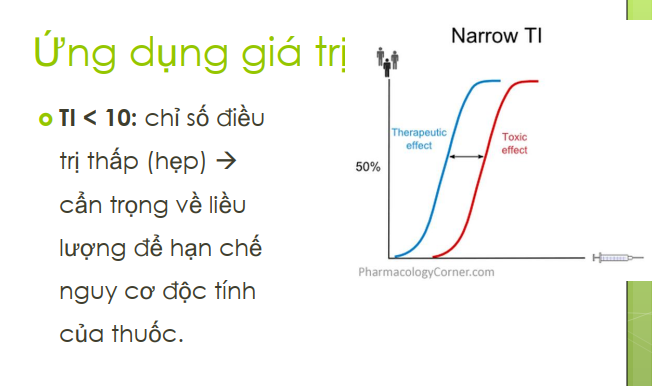 Ứng dụng giá trị
TI < 10: chỉ số điều
trị thấp (hẹp) →
cẩn trọng về liều
lượng để hạn chế
nguy cơ độc tính
của thuốc.
Narrow TI
Therapeutic
effect
Toxic
effect
50%
PharmacologyCorner.com